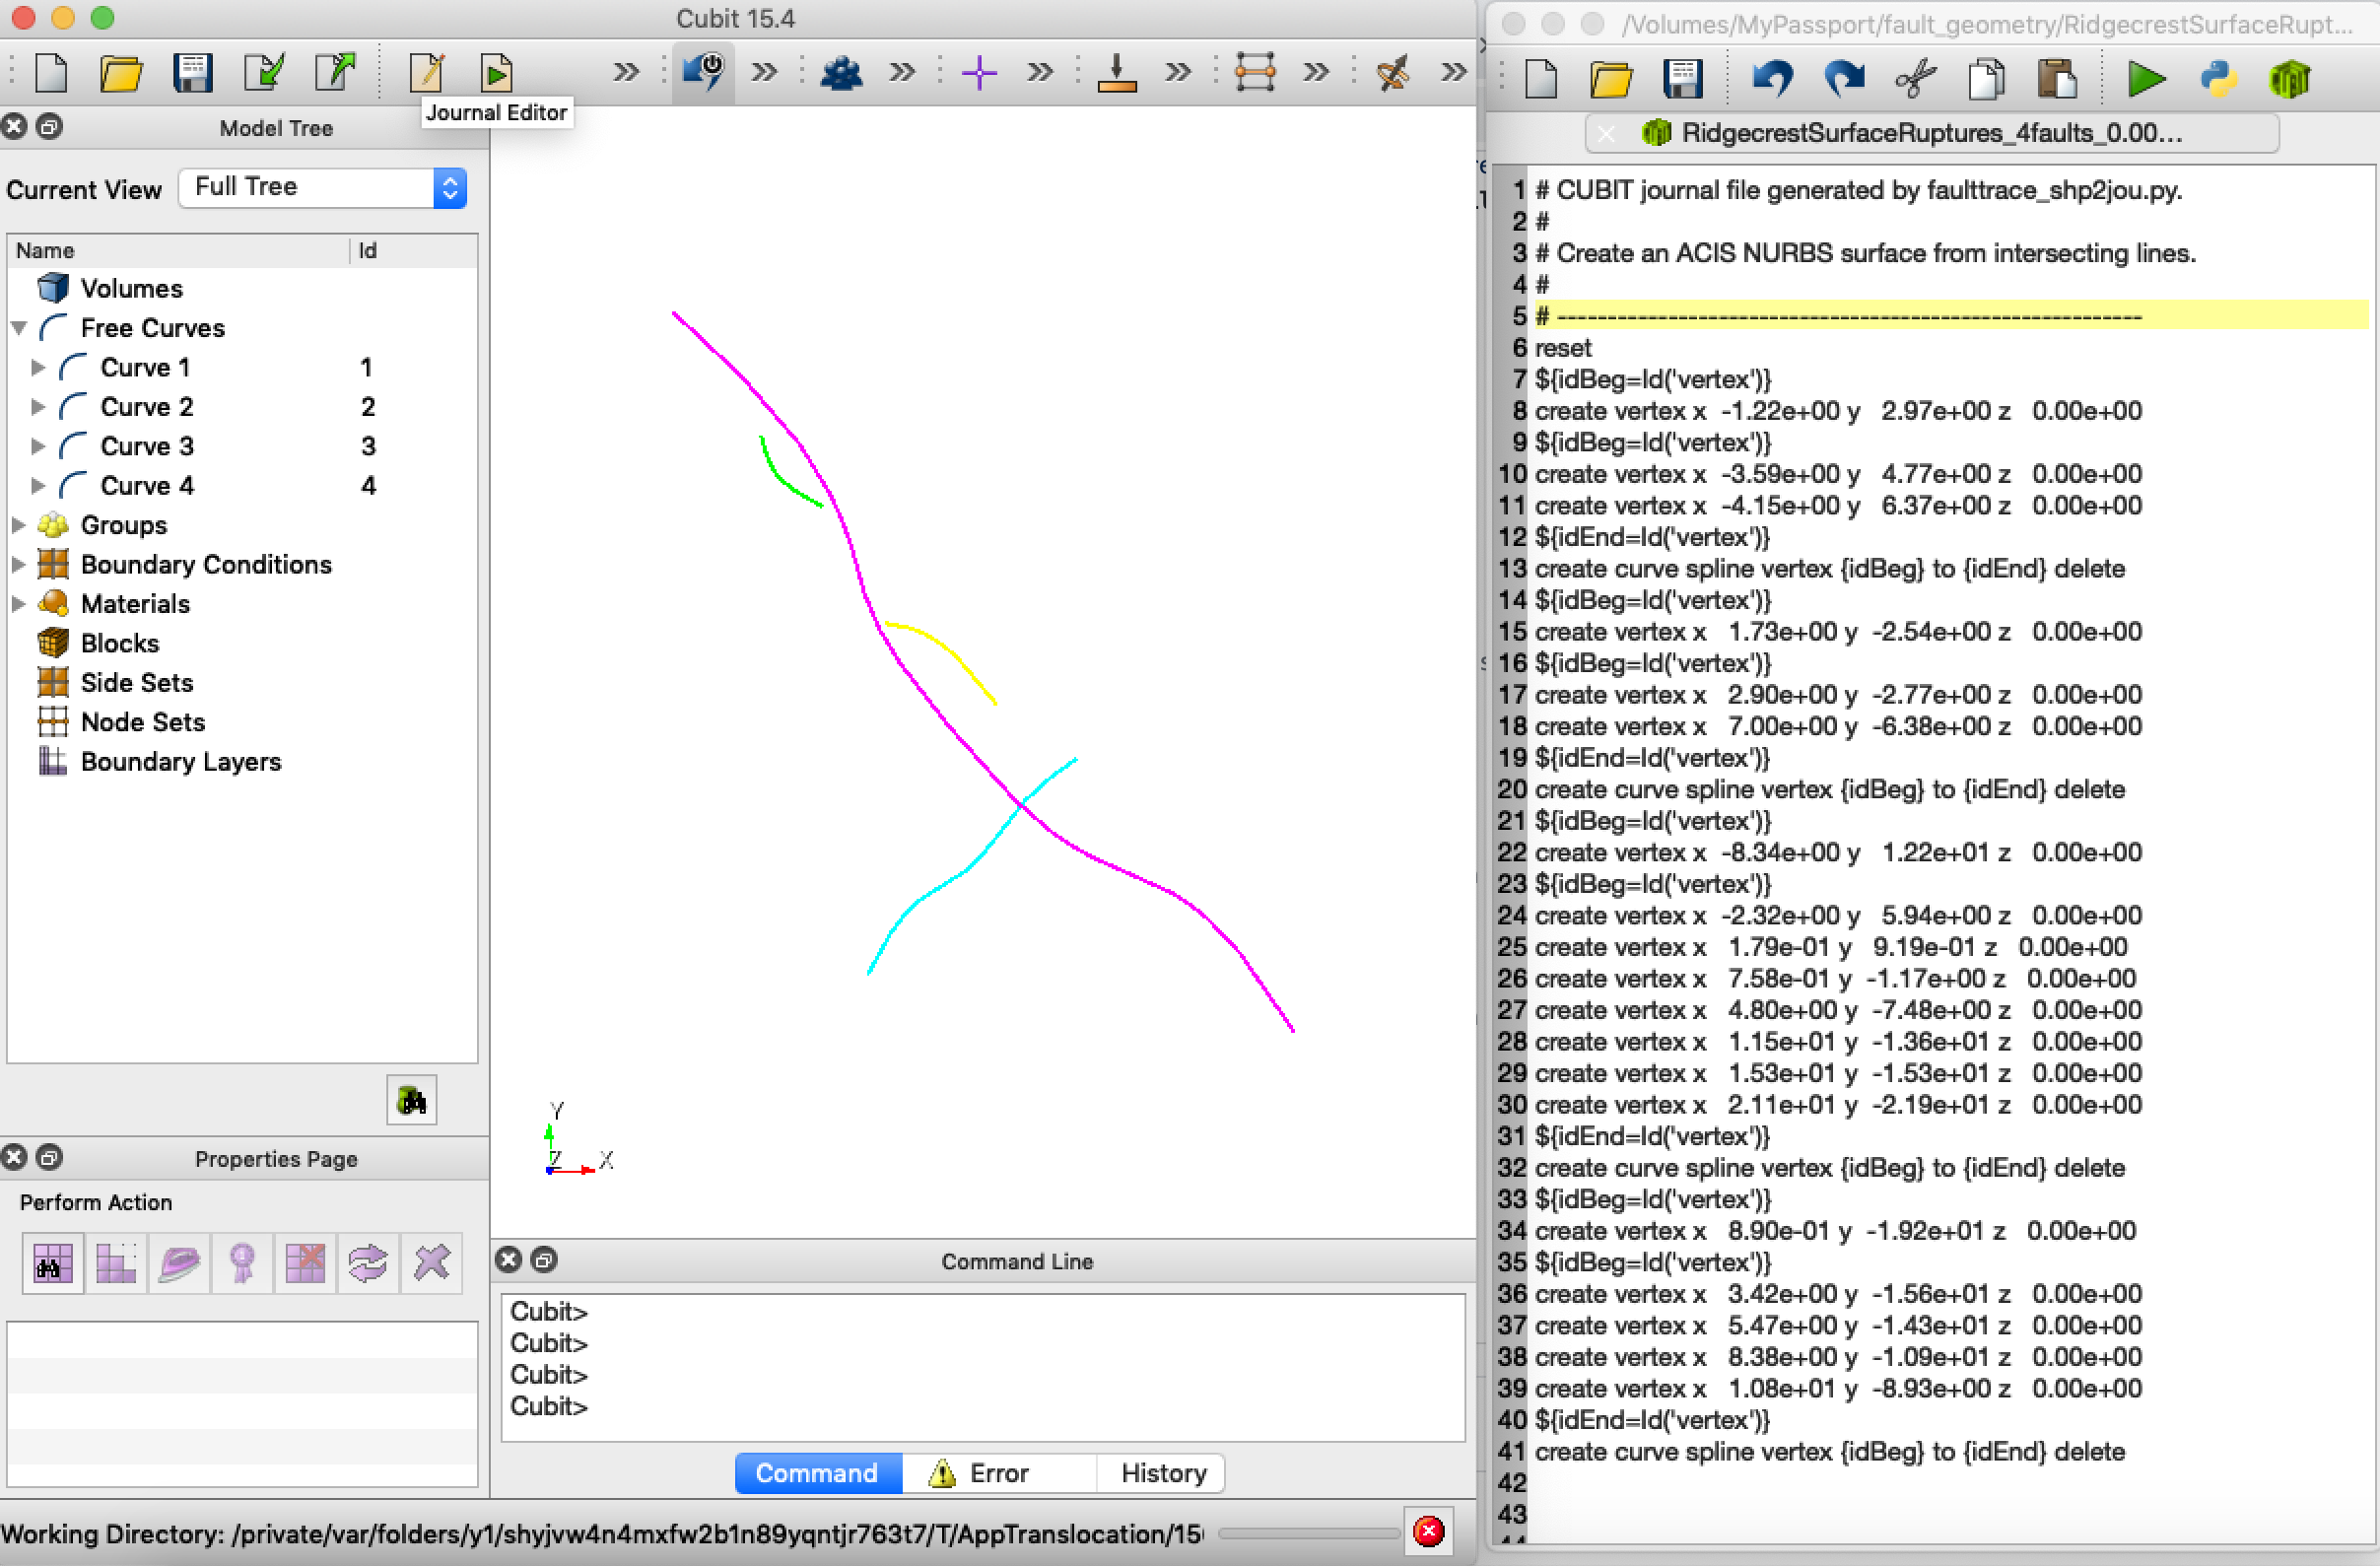 Cubit 15.4
Journal Editor
Model Tree
Current View Full Tree
Name Id
Volumes
Free Curves
Curve 1 1
Curve 2 2
Curve 3 3
Curve 4 4
Groups
Boundary Conditions
Materials
Blocks
Side Sets
Node Sets
Boundary Layers
Properties Page
Perform Action
Y
Z X
Command Line
Cubit>
Cubit>
Cubit>
Cubit>
Command Error History
Working Directory: /private/var/folders/y1/shyjvw4n4mxfw2b1n89yqntjr763t7/T/AppTranslocation/15
/Volumes/MyPassport/fault_geometry/RidgecrestSurfaceRupt...
RidgecrestSurfaceRuptures_4faults_0.00...
1 # CUBIT journal file generated by faulttrace_shp2jou.py.
2 #
3 # Create an ACIS NURBS surface from intersecting lines.
4 #
5 # ----------------------------------------------------------
6 reset
7 ${idBeg=Id('vertex')}
8 create vertex x -1.22e+00 y 2.97e+00 z 0.00e+00
9 ${idBeg=Id('vertex')}
10 create vertex x -3.59e+00 y 4.77e+00 z 0.00e+00
11 create vertex x -4.15e+00 y 6.37e+00 z 0.00e+00
12 ${idEnd=Id('vertex')}
13 create curve spline vertex {idBeg} to {idEnd} delete
14 ${idBeg=Id('vertex')}
15 create vertex x 1.73e+00 y -2.54e+00 z 0.00e+00
16 ${idBeg=Id('vertex')}
17 create vertex x 2.90e+00 y -2.77e+00 z 0.00e+00
18 create vertex x 7.00e+00 y -6.38e+00 z 0.00e+00
19 ${idEnd=Id('vertex')}
20 create curve spline vertex {idBeg} to {idEnd} delete
21 ${idBeg=Id('vertex')}
22 create vertex x -8.34e+00 y 1.22e+01 z 0.00e+00
23 ${idBeg=Id('vertex')}
24 create vertex x -2.32e+00 y 5.94e+00 z 0.00e+00
25 create vertex x 1.79e-01 y 9.19e-01 z 0.00e+00
26 create vertex x 7.58e-01 y -1.17e+00 z 0.00e+00
27 create vertex x 4.80e+00 y -7.48e+00 z 0.00e+00
28 create vertex x 1.15e+01 y -1.36e+01 z 0.00e+00
29 create vertex x 1.53e+01 y -1.53e+01 z 0.00e+00
30 create vertex x 2.11e+01 y -2.19e+01 z 0.00e+00
31 ${idEnd=Id('vertex')}
32 create curve spline vertex {idBeg} to {idEnd} delete
33 ${idBeg=Id('vertex')}
34 create vertex x 8.90e-01 y -1.92e+01 z 0.00e+00
35 ${idBeg=Id('vertex')}
36 create vertex x 3.42e+00 y -1.56e+01 z 0.00e+00
37 create vertex x 5.47e+00 y -1.43e+01 z 0.00e+00
38 create vertex x 8.38e+00 y -1.09e+01 z 0.00e+00
39 create vertex x 1.08e+01 y -8.93e+00 z 0.00e+00
40 ${idEnd=Id('vertex')}
41 create curve spline vertex {idBeg} to {idEnd} delete
42
43